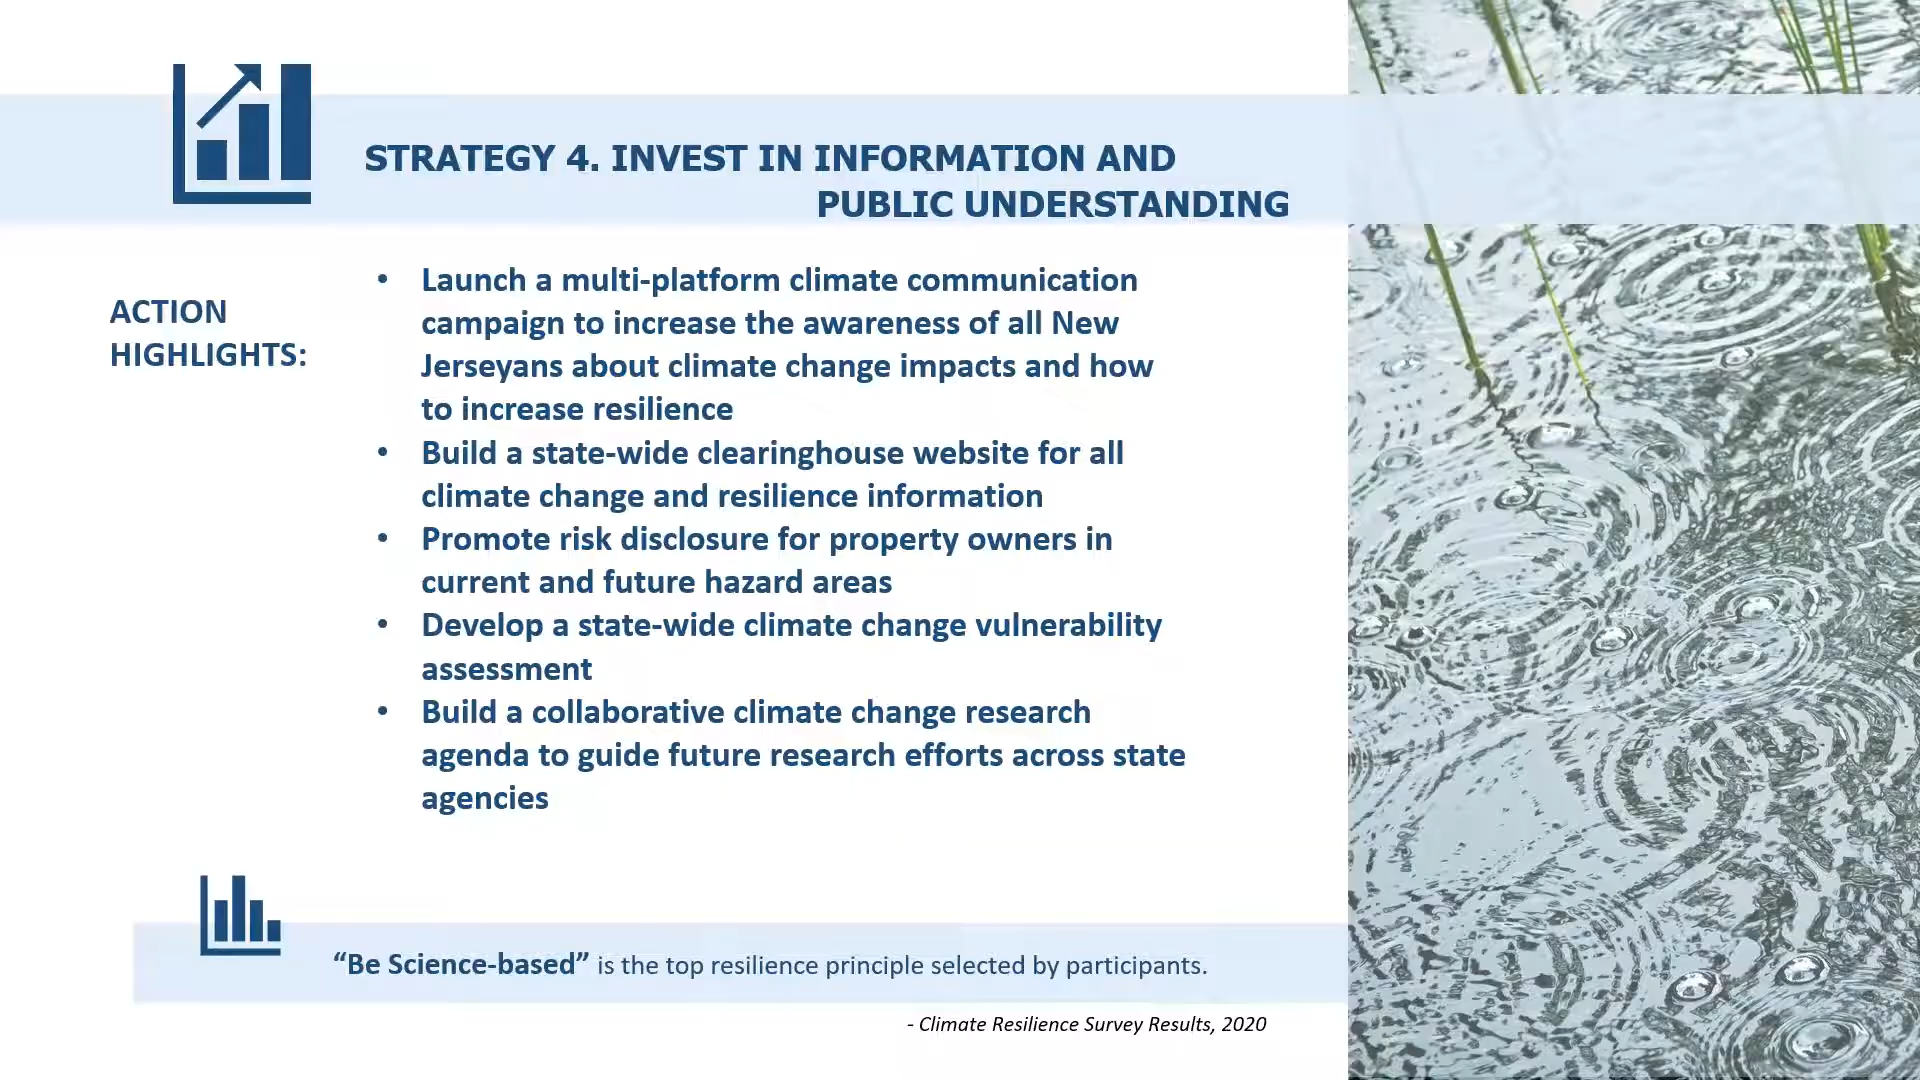 STRATEGY 4. INVEST IN INFORMATION AND
PUBLIC UNDERSTANDING
ACTION
HIGHLIGHTS:
• Launch a multi-platform climate communication
campaign to increase the awareness of all New
Jerseyans about climate change impacts and how
to increase resilience
• Build a state-wide clearinghouse website for all
climate change and resilience information
• Promote risk disclosure for property owners in
current and future hazard areas
• Develop a state-wide climate change vulnerability
assessment
• Build a collaborative climate change research
agenda to guide future research efforts across state
agencies
“Be Science-based” is the top resilience principle selected by participants.
- Climate Resilience Survey Results, 2020